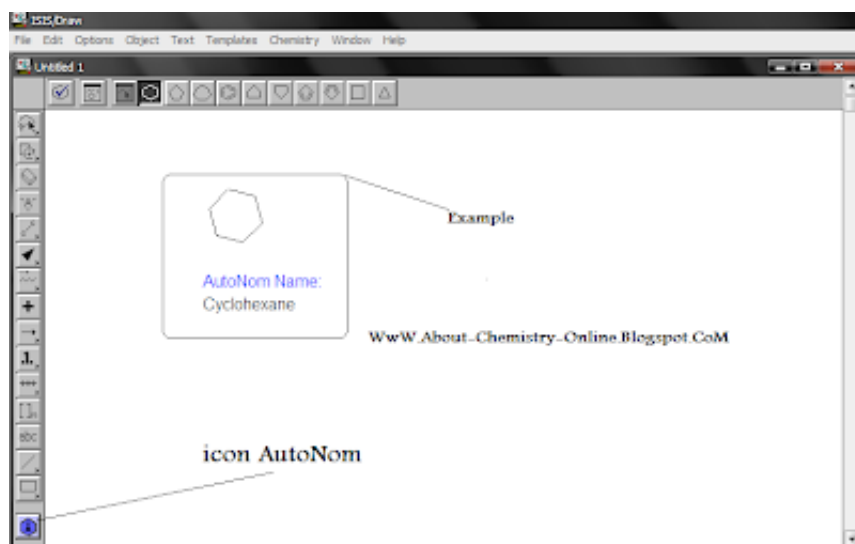 ISIS/Draw
File Edit Options Object Text Templates Chemistry Window Help
Untitled 1
Example
AutoNom Name:
Cyclohexane
WwW.About-Chemistry-Online.Blogspot.CoM
icon AutoNom
abc